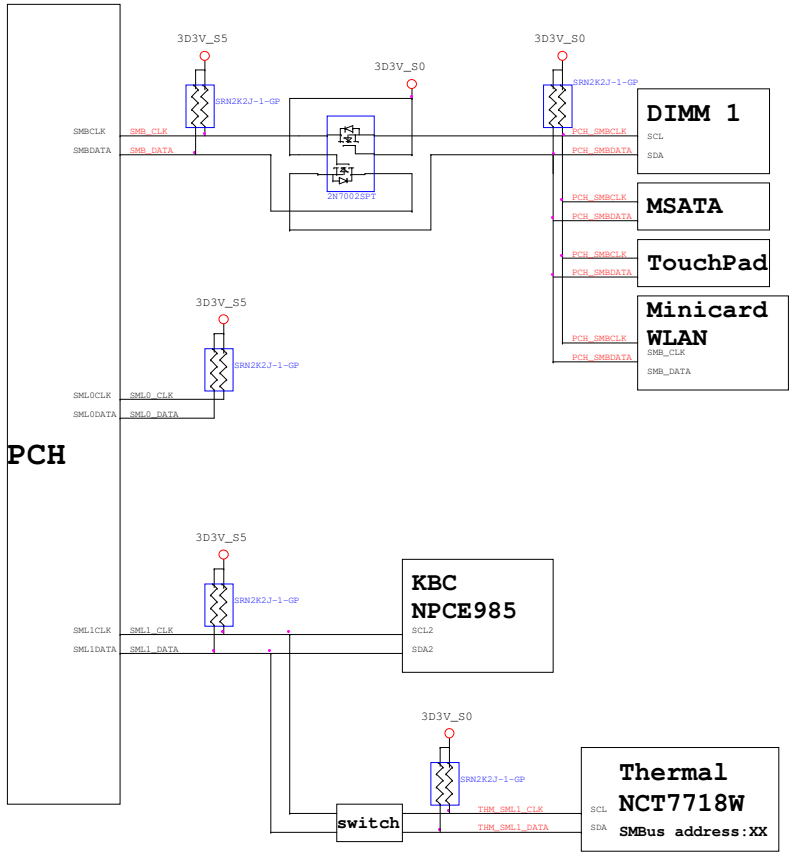 3D3V_S5
3D3V_S0
3D3V_S0
SRN2K2J-1-GP
SRN2K2J-1-GP
DIMM 1
SMBCLK
SMB_CLK
PCH_SMBCLK
SCL
SMBDATA
SMB_DATA
PCH_SMBDATA
SDA
2N7002SPT
PCH_SMBCLK
MSATA
PCH_SMBDATA
PCH_SMBCLK
TouchPad
PCH_SMBDATA
Minicard
WLAN
PCH_SMBCLK
SMB_CLK
PCH_SMBDATA
SMB_DATA
3D3V_S5
SRN2K2J-1-GP
SML0CLK
SML0_CLK
SML0DATA
SML0_DATA
PCH
3D3V_S5
SRN2K2J-1-GP
KBC
NPCE985
SML1CLK
SML1_CLK
SCL2
SML1DATA
SML1_DATA
SDA2
3D3V_S0
SRN2K2J-1-GP
Thermal
NCT7718W
switch
THM_SML1_CLK
SCL
THM_SML1_DATA
SDA
SMBus address:XX